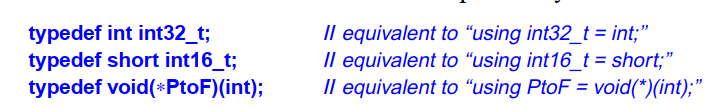 typedef int int32_t; // equivalent to “using int32_t = int;”
typedef short int16_t; // equivalent to “using int16_t = short;”
typedef void(∗PtoF)(int); // equivalent to “using PtoF = void(*)(int);”